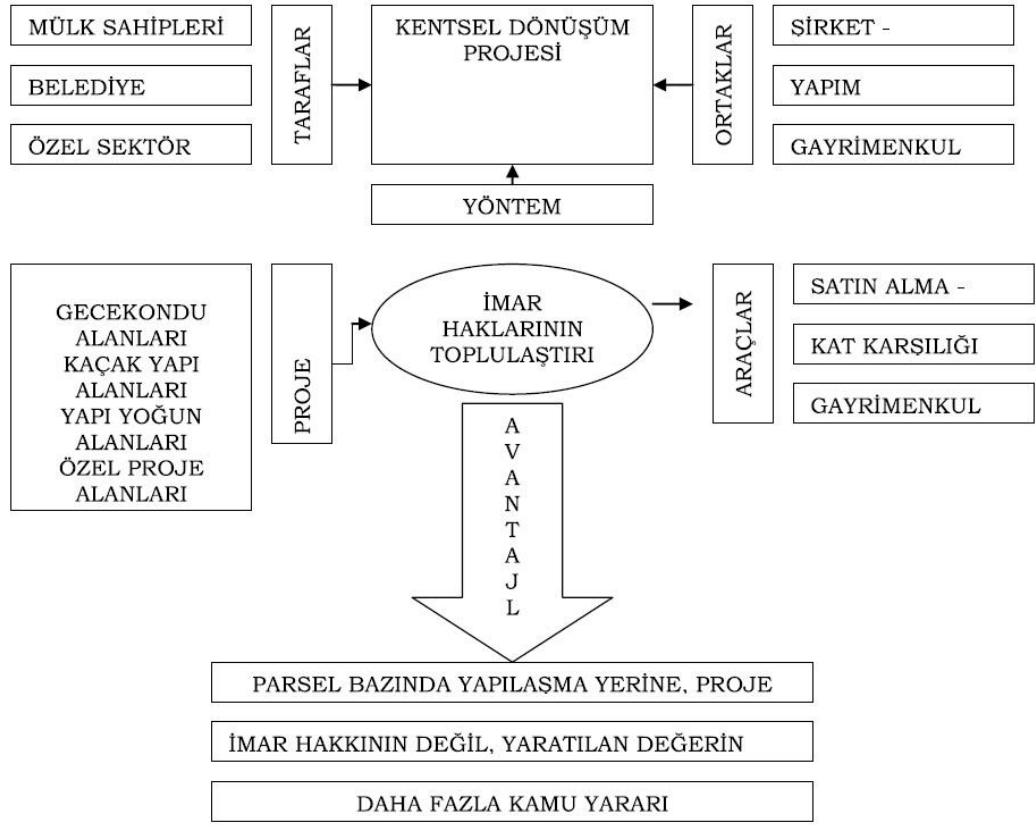 MÜLK SAHİPLERİ
BELEDİYE
ÖZEL SEKTÖR
TARAFLAR
KENTSEL DÖNÜŞÜM
PROJESİ
ORTAKLAR
ŞİRKET -
YAPIM
GAYRİMENKUL
YÖNTEM
GECEKONDU
ALANLARI
KAÇAK YAPI
ALANLARI
YAPI YOĞUN
ALANLARI
ÖZEL PROJE
ALANLARI
PROJE
İMAR
HAKLARININ
TOPLULAŞTIRI
ARAÇLAR
SATIN ALMA -
KAT KARŞILIĞI
GAYRİMENKUL
AVANTAJL
PARSEL BAZINDA YAPILAŞMA YERİNE, PROJE
İMAR HAKKININ DEĞİL, YARATILAN DEĞERİN
DAHA FAZLA KAMU YARARI